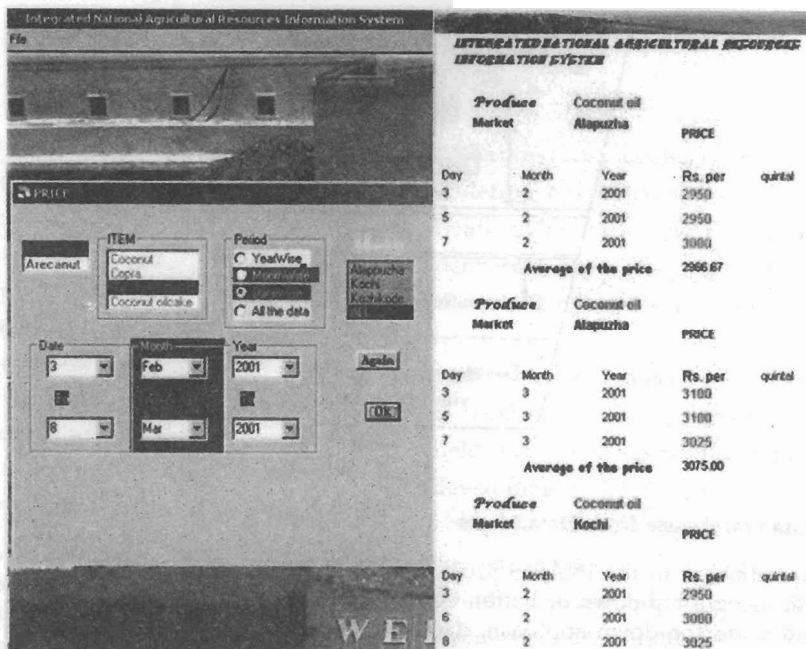 Integrated National Agricultural Resources Information System
File
PRICE
ITEM
Period
Arecanut
Coconut
Copra
Coconut oilcake
YearWise
All the data
Alappuzha
Kochi
Kozhikode
Date
Month
Year
3
Feb
2001
Again
Ok
8
Mar
2001
WEL
INTEGRATED NATIONAL AGRICULTURAL RESOURCES
INFORMATION SYSTEM
Produce Coconut oil
Market Alapuzha
PRICE
Day Month Year Rs. per quintal
3 2 2001 2950
5 2 2001 2950
7 2 2001 3000
Average of the price 2966.67
Produce Coconut oil
Market Alapuzha
PRICE
Day Month Year Rs. per quintal
3 3 2001 3100
5 3 2001 3100
7 3 2001 3025
Average of the price 3075.00
Produce Coconut oil
Market Kochi
PRICE
Day Month Year Rs. per quintal
3 2 2001 2950
6 2 2001 3000
8 2 2001 3025